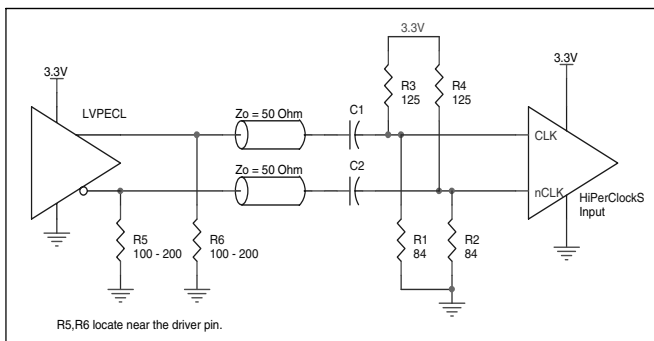 3.3V
3.3V
3.3V
LVPECL
Zo = 50 Ohm
C1
R3
125
R4
125
CLK
Zo = 50 Ohm
C2
nCLK
HiPerClockS
Input
R5
100 - 200
R6
100 - 200
R1
84
R2
84
R5,R6 locate near the driver pin.